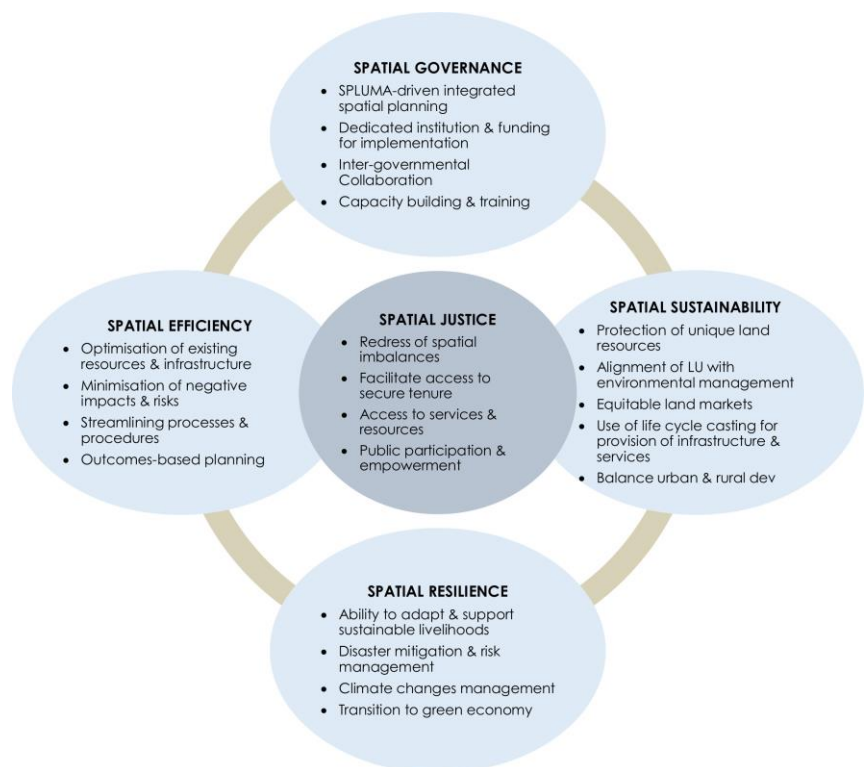 SPATIAL GOVERNANCE
• SPLUMA-driven integrated
spatial planning
• Dedicated institution & funding
for implementation
• Inter-governmental
Collaboration
• Capacity building & training
SPATIAL EFFICIENCY
• Optimisation of existing
resources & infrastructure
• Minimisation of negative
impacts & risks
• Streamlining processes &
procedures
• Outcomes-based planning
SPATIAL JUSTICE
• Redress of spatial
imbalances
• Facilitate access to
secure tenure
• Access to services &
resources
• Public participation &
empowerment
SPATIAL SUSTAINABILITY
• Protection of unique land
resources
• Alignment of LU with
environmental management
• Equitable land markets
• Use of life cycle casting for
provision of infrastructure &
services
• Balance urban & rural dev
SPATIAL RESILIENCE
• Ability to adapt & support
sustainable livelihoods
• Disaster mitigation & risk
management
• Climate changes management
• Transition to green economy